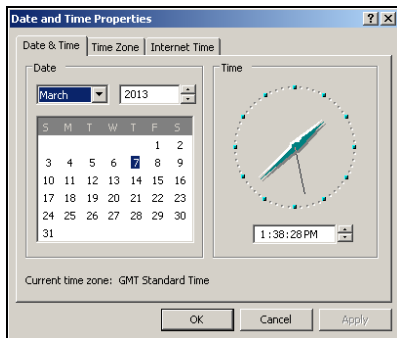 Date and Time Properties
Date & Time Time Zone Internet Time
Date
Time
March 2013
S M T W T F S
1 2
3 4 5 6 7 8 9
10 11 12 13 14 15 16
17 18 19 20 21 22 23
24 25 26 27 28 29 30
31
1:38:28 PM
Current time zone: GMT Standard Time
OK Cancel Apply